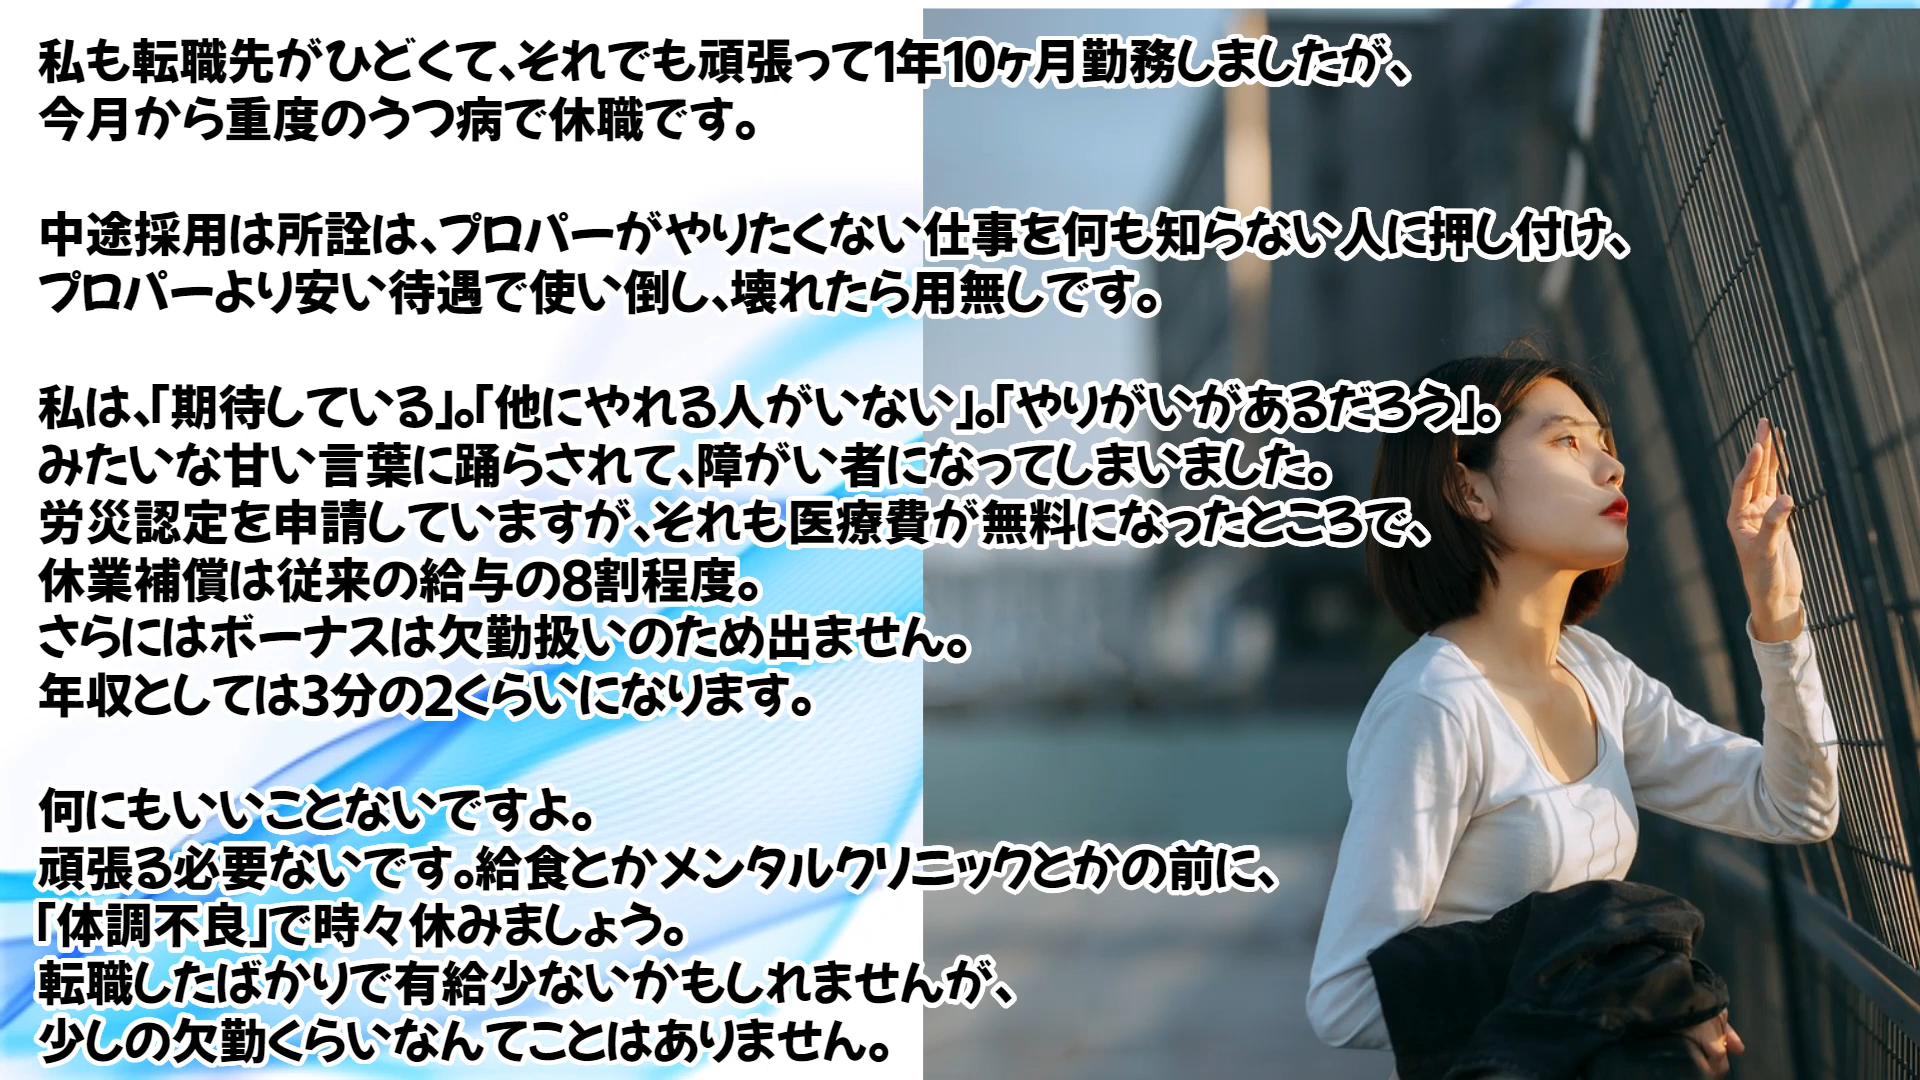 私も転職先がひどくて、それでも頑張って1年10ヶ月勤務しましたが、
今月から重度のうつ病で休職です。
中途採用は所詮は、プロパーがやりたくない仕事を何も知らない人に押し付け、
プロパーより安い待遇で使い倒し、壊れたら用無しです。
私は、「期待している」。「他にやれる人がいない」。「やりがいがあるだろう」。
みたいな甘い言葉に踊らされて、障がい者になってしまいました。
労災認定を申請していますが、それも医療費が無料になったところで、
休業補償は従来の給与の8割程度。
さらにはボーナスは欠勤扱いのため出ません。
年収としては3分の2くらいになります。
何にもいいことないですよ。
頑張る必要ないです。給食とかメンタルクリニックとかの前に、
「体調不良」で時々休みましょう。
転職したばかりで有給少ないかもしれませんが、
少しの欠勤くらいなんてことはありません。